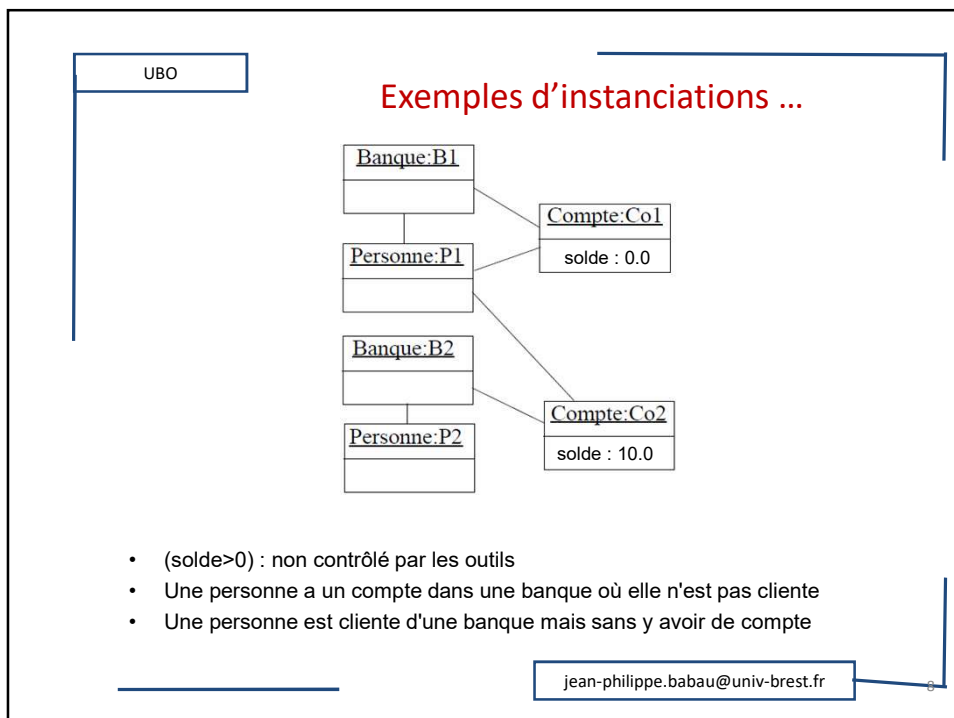 UBO
Exemples d'instanciations ...
Banque:B1
Compte:Co1
solde : 0.0
Personne:P1
Banque:B2
Compte:Co2
solde : 10.0
Personne:P2
• (solde>0) : non contrôlé par les outils
• Une personne a un compte dans une banque où elle n'est pas cliente
• Une personne est cliente d'une banque mais sans y avoir de compte
jean-philippe.babau@univ-brest.fr
8